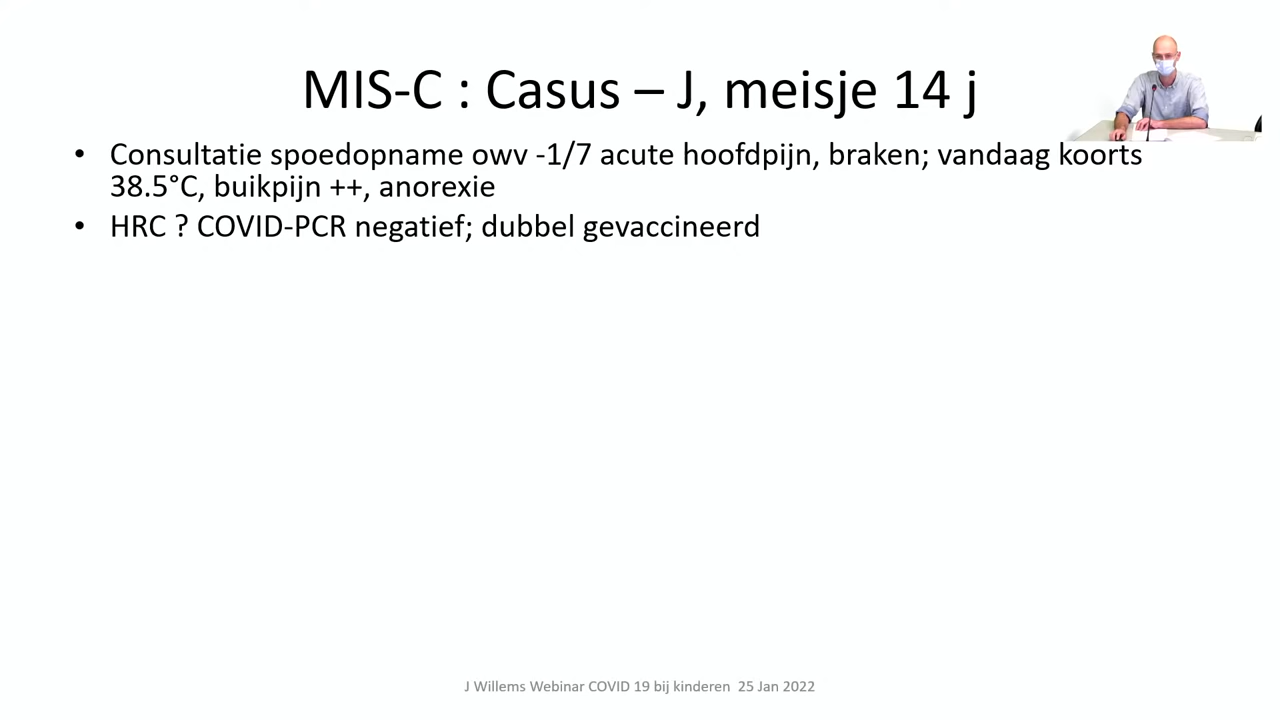 MIS-C : Casus – J, meisje 14 j
• Consultatie spoedopname owv -1/7 acute hoofdpijn, braken; vandaag koorts
38.5°C, buikpijn ++, anorexie
• HRC ? COVID-PCR negatief; dubbel gevaccineerd
J Willems Webinar COVID 19 bij kinderen 25 Jan 2022